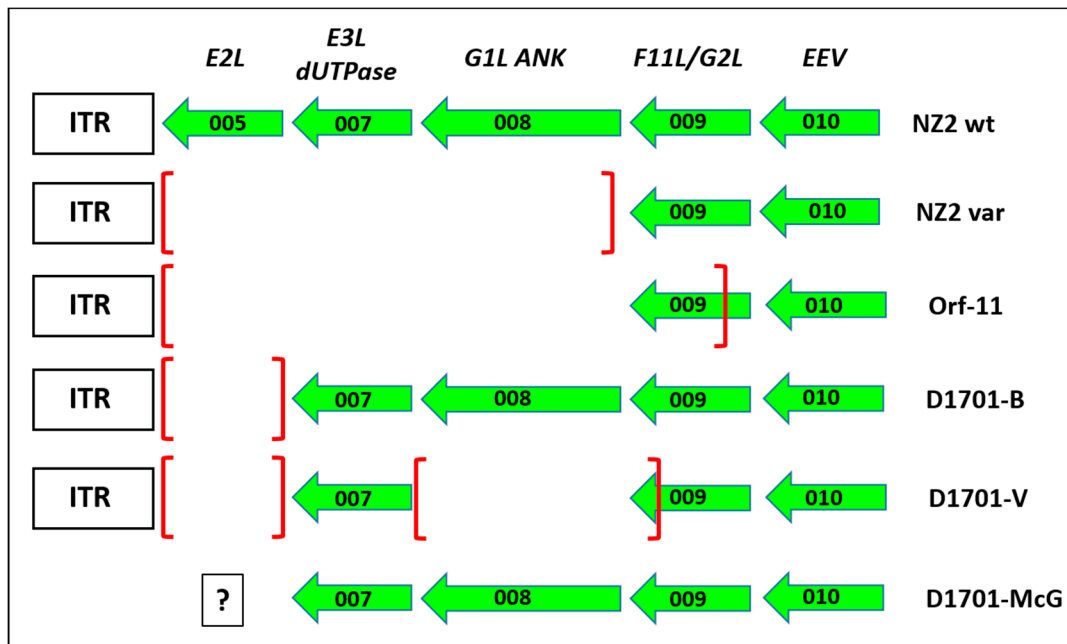 E2L E3L dUTPase G1L ANK F11L/G2L EEV
ITR 005 007 008 009 010 NZ2 wt
ITR 009 010 NZ2 var
ITR 009 010 Orf-11
ITR 007 008 009 010 D1701-B
ITR 007 009 010 D1701-V
? 007 008 009 010 D1701-McG